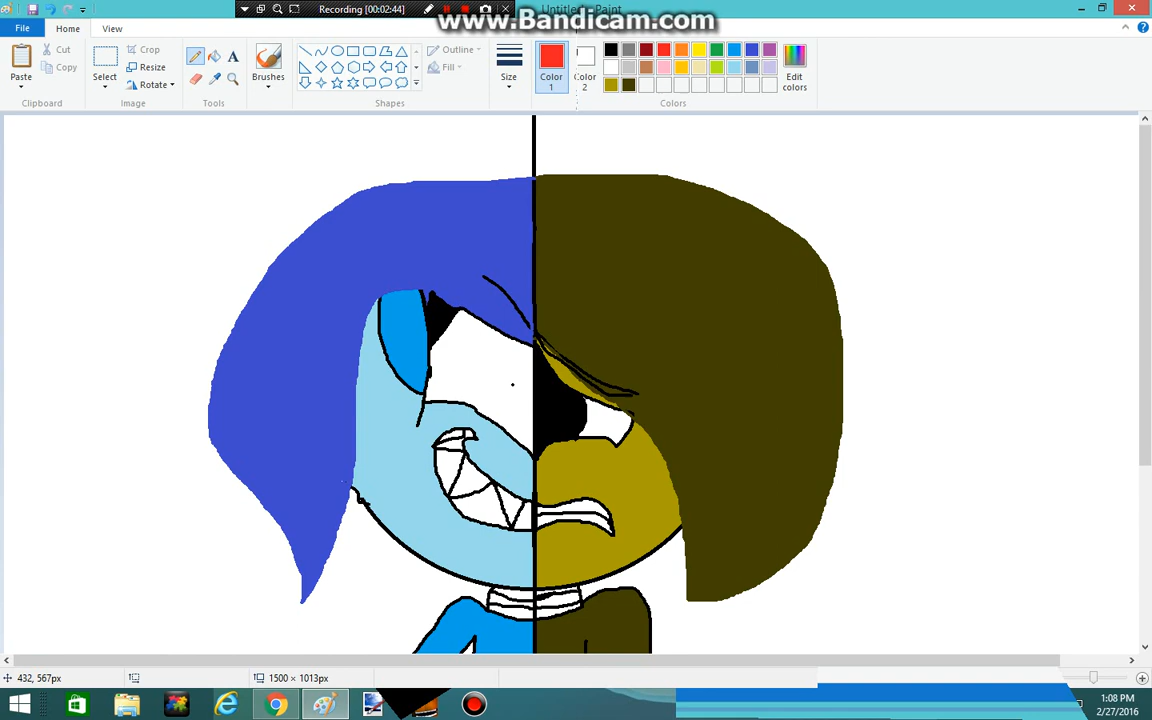 Recording [00:02:44]
www.Bandicam.com
Untitled - Paint
File
Home
View
Paste
Cut
Copy
Clipboard
Select
Crop
Resize
Rotate
Image
Tools
Brushes
Shapes
Outline
Fill
Size
Color 1
Color 2
Edit colors
Colors
432, 567px
1500 × 1013px
1:08 PM
2/27/2016